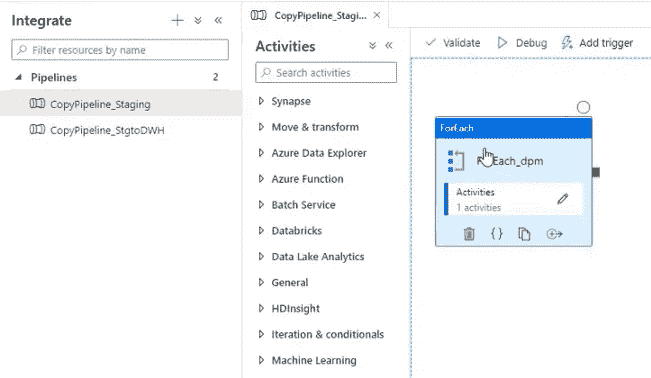 Integrate
Filter resources by name
Pipelines 2
CopyPipeline_Staging
CopyPipeline_StgtoDWH
CopyPipeline_Stagi...
Activities
Search activities
Synapse
Move & transform
Azure Data Explorer
Azure Function
Batch Service
Databricks
Data Lake Analytics
General
HDInsight
Iteration & conditionals
Machine Learning
Validate Debug Add trigger
ForEach
Each_dpm
Activities
1 activities